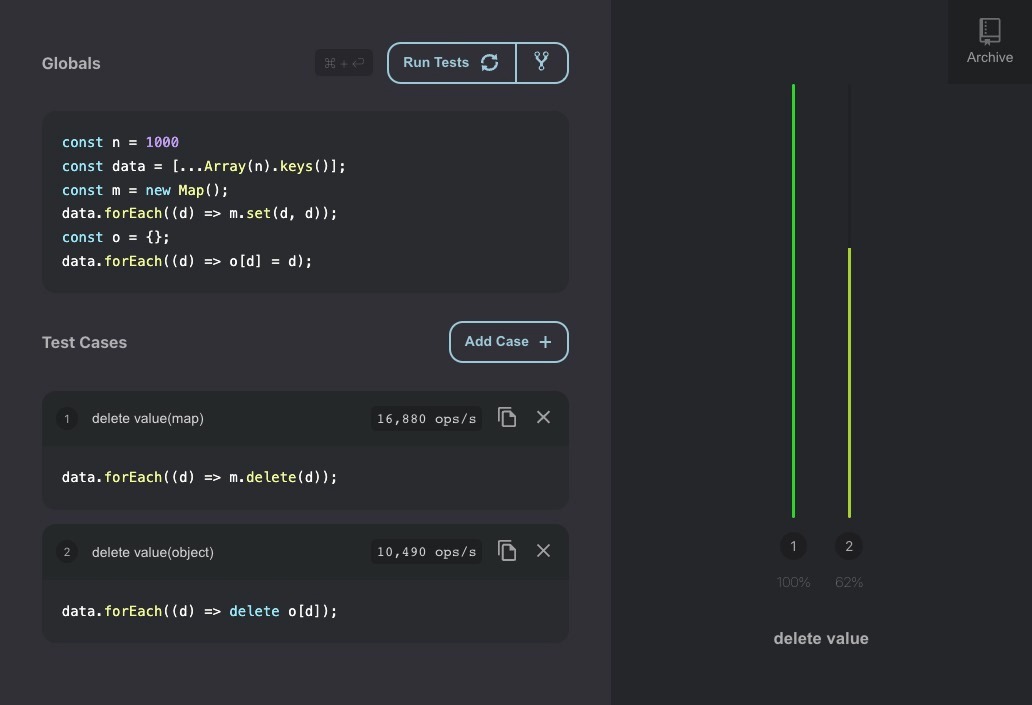 Globals
⌘ + ⏎
Run Tests
Archive
const n = 1000
const data = [...Array(n).keys()];
const m = new Map();
data.forEach((d) => m.set(d, d));
const o = {};
data.forEach((d) => o[d] = d);
Test Cases
Add Case +
1 delete value(map) 16,880 ops/s
data.forEach((d) => m.delete(d));
2 delete value(object) 10,490 ops/s
data.forEach((d) => delete o[d]);
1 2
100% 62%
delete value